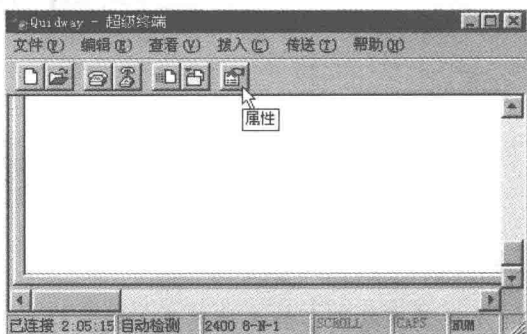 Quidway - 超级终端
文件(F) 编辑(E) 查看(V) 拨入(C) 传送(T) 帮助(H)
属性
已连接 2:05:15 自动检测 2400 8-N-1 SCROLL CAPS NUM